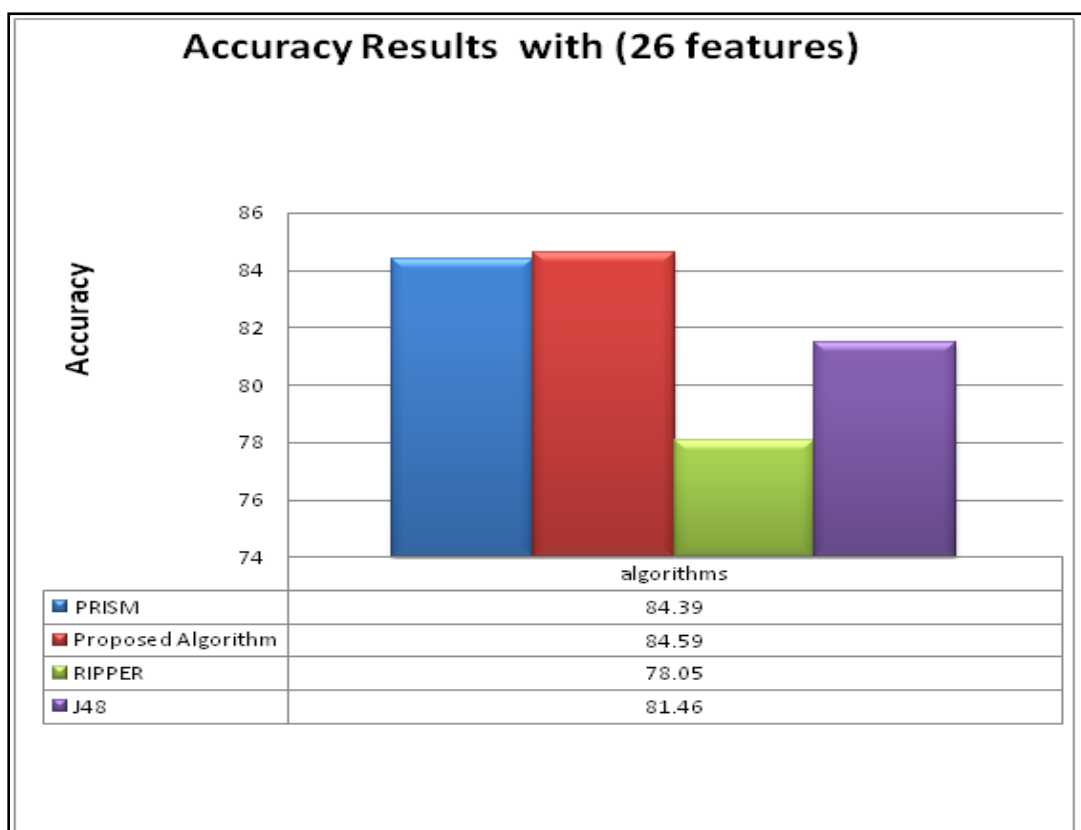 Accuracy Results with (26 features)
Accuracy
86
84
82
80
78
76
74
algorithms
PRISM 84.39
Proposed Algorithm 84.59
RIPPER 78.05
J48 81.46